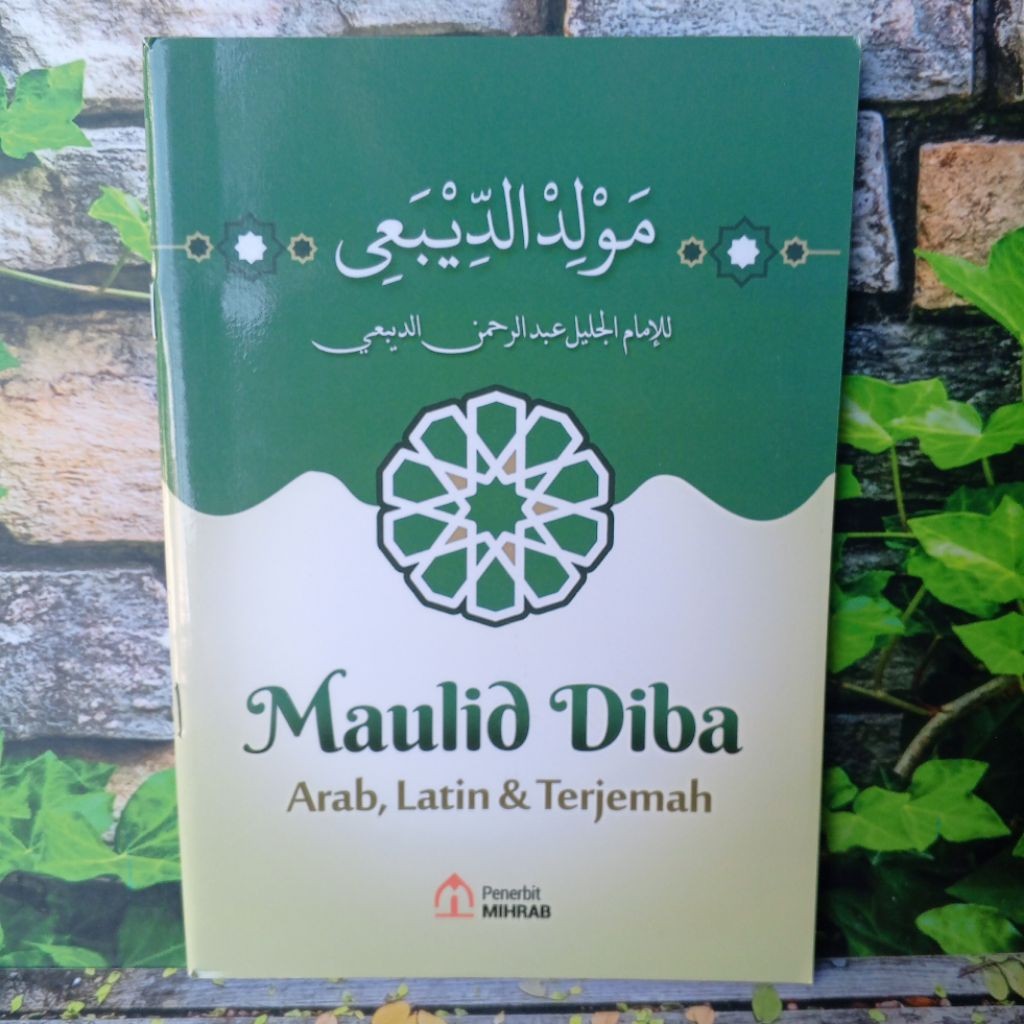 مَوْلِدْ الدِّيْبَعِي
للإمام الجليل عبد الرحمن الديبعي
Maulid Diba
Arab, Latin & Terjemah
Penerbit
MIHRAB